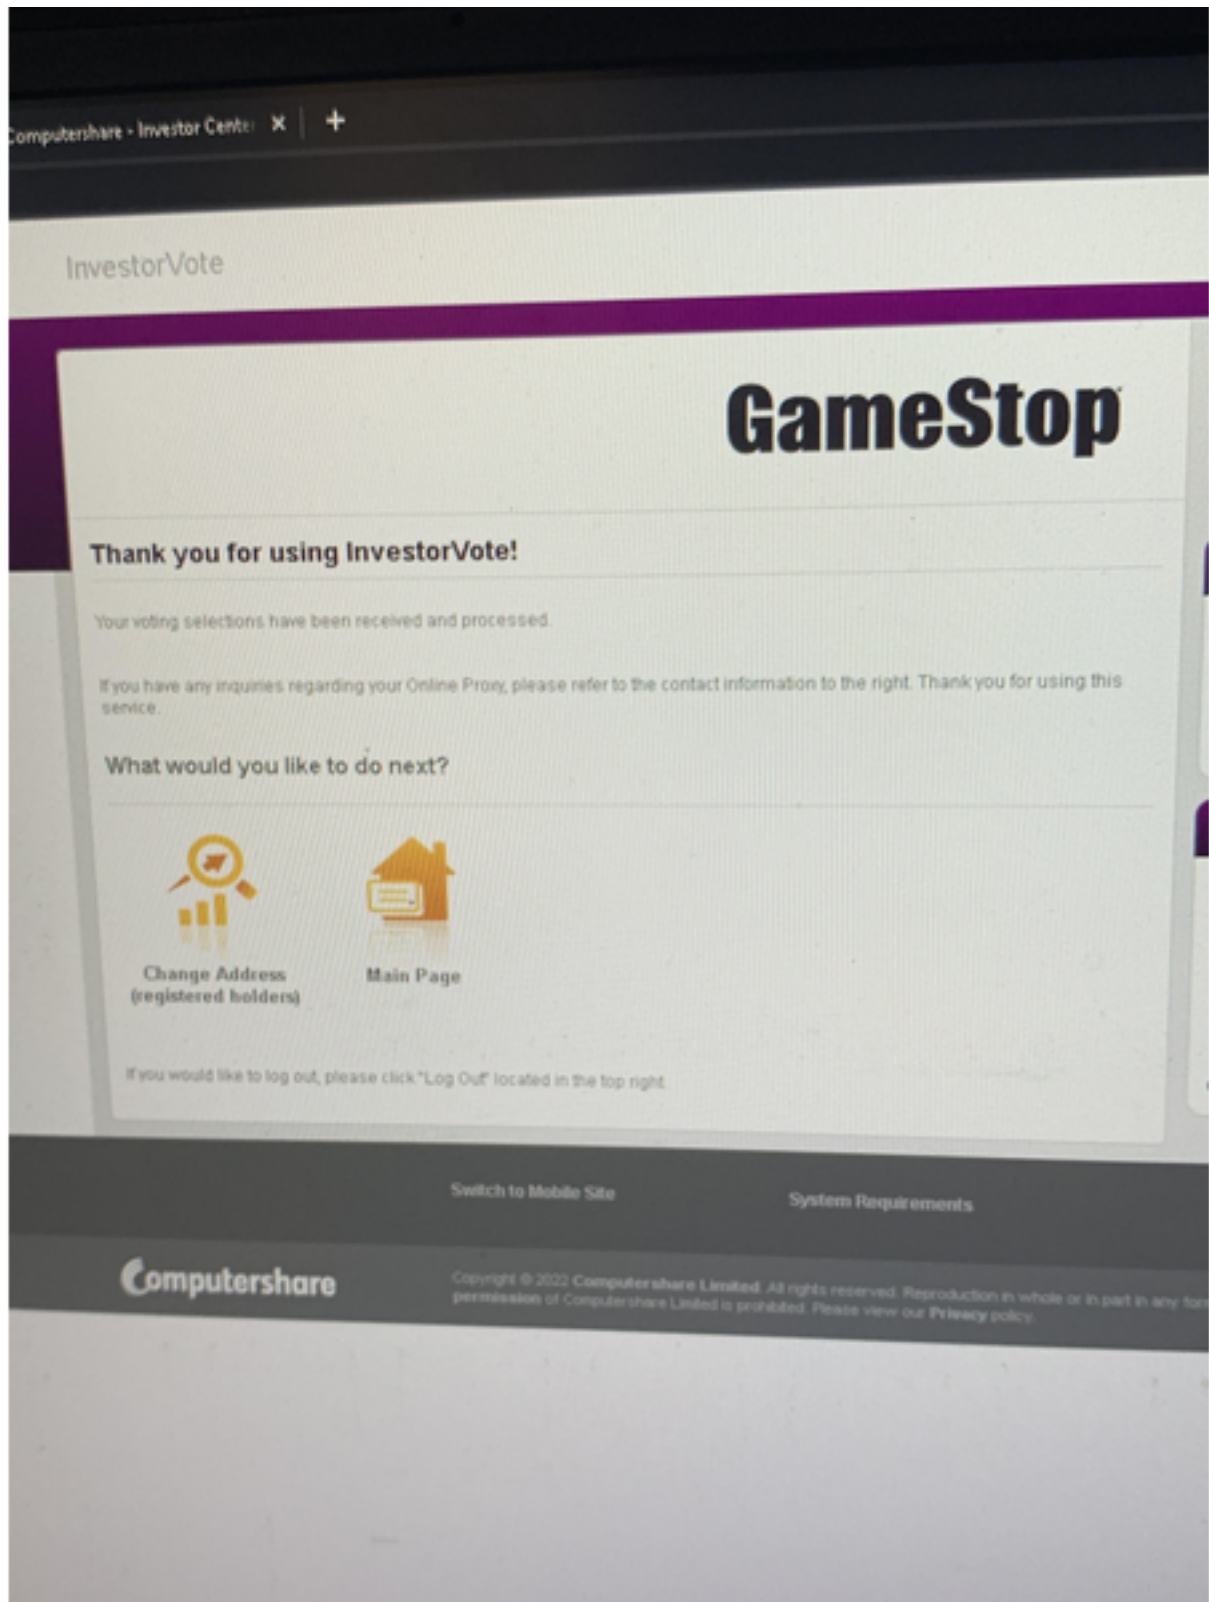 Computershare - Investor Center
InvestorVote
GameStop
Thank you for using InvestorVote!
Your voting selections have been received and processed.
If you have any inquiries regarding your Online Proxy, please refer to the contact information to the right. Thank you for using this
service.
What would you like to do next?
Change Address
(registered holders)
Main Page
If you would like to log out, please click "Log Out" located in the top right
Switch to Mobile Site
System Requirements
Computershare
Copyright © 2022 Computershare Limited. All rights reserved. Reproduction in whole or in part in any
permission of Computershare Limited is prohibited. Please view our Privacy policy.